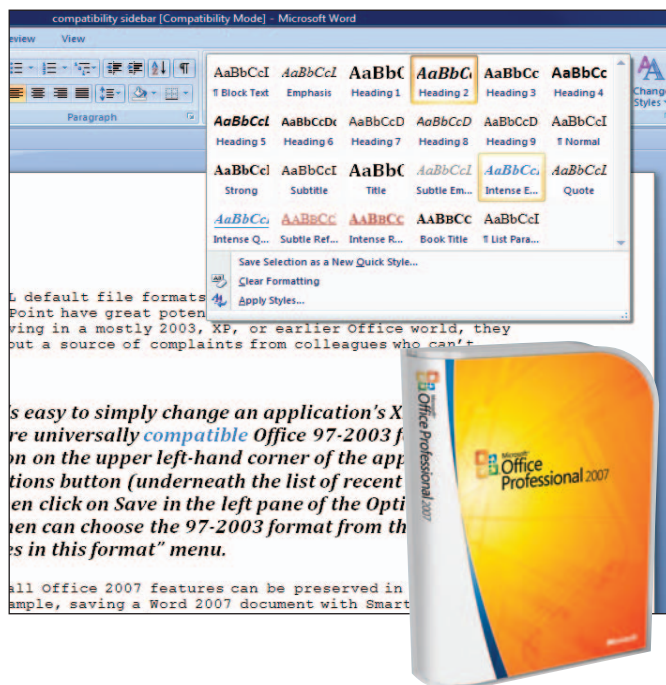 compatibility sidebar [Compatibility Mode] - Microsoft Word
eview View
Paragraph
AaBbCcI AaBbCcI AaBbC AaBbC AaBbCc AaBbCc
¶ Block Text Emphasis Heading 1 Heading 2 Heading 3 Heading 4
AaBbCcI AaBbCcDc AaBbCcD AaBbCcD AaBbCcD AaBbCcI
Heading 5 Heading 6 Heading 7 Heading 8 Heading 9 ¶ Normal
AaBbCcI AaBbCcI AaBbC AaBbCcI AaBbCc AaBbCcI
Strong Subtitle Title Subtle Em... Intense E... Quote
AaBbCc AaBbCc AaBbCc AaBbCc AaBbCcI
Intense Q... Subtle Ref... Intense R... Book Title ¶ List Para...
Change
Styles
Save Selection as a New Quick Style...
Clear Formatting
Apply Styles...
L default file formats
Point have great poten
ving in a mostly 2003, XP, or earlier Office world, they
out a source of complaints from colleagues who can't
s easy to simply change an application's X
re universally compatible Office 97-2003 f
on on the upper left-hand corner of the app
tions button (underneath the list of recent
en click on Save in the left pane of the Opti
hen can choose the 97-2003 format from th
es in this format" menu.
all Office 2007 features can be preserved in
ample, saving a Word 2007 document with Smart
Microsoft
Office
Professional 2007
Office Professional 2007
Microsoft